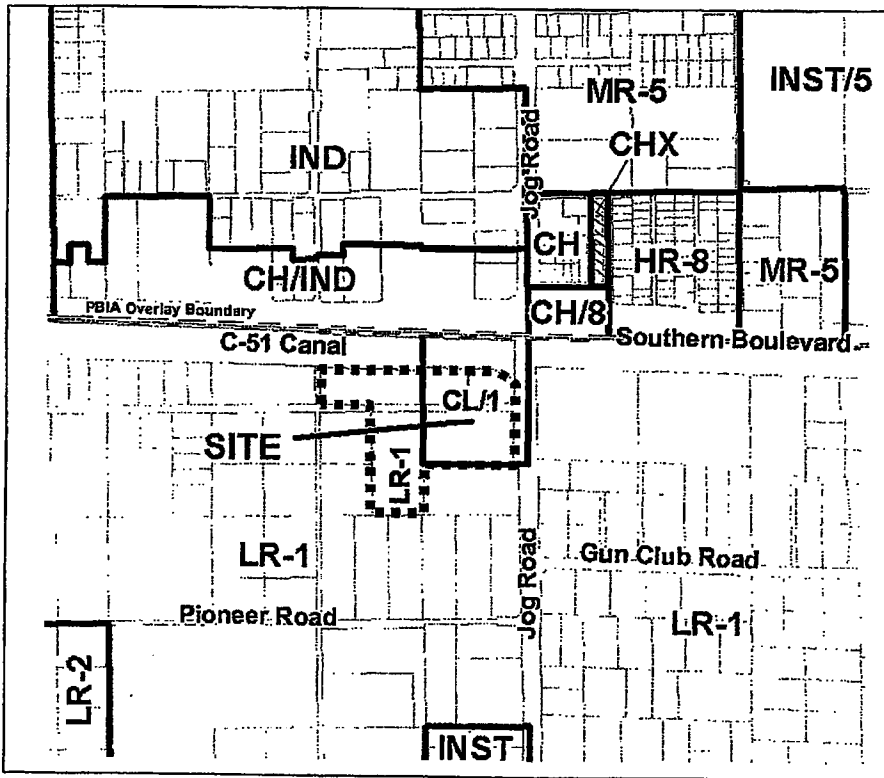 MR-5
INST/5
IND
CHX
Jog Road
CH
HR-8
MR-5
CH/IND
CH/8
PBIA Overlay Boundary
Southern Boulevard
C-51 Canal
CL/1
SITE
LR-1
LR-1
Gun Club Road
Jog Road
Pioneer Road
LR-1
LR-2
INST